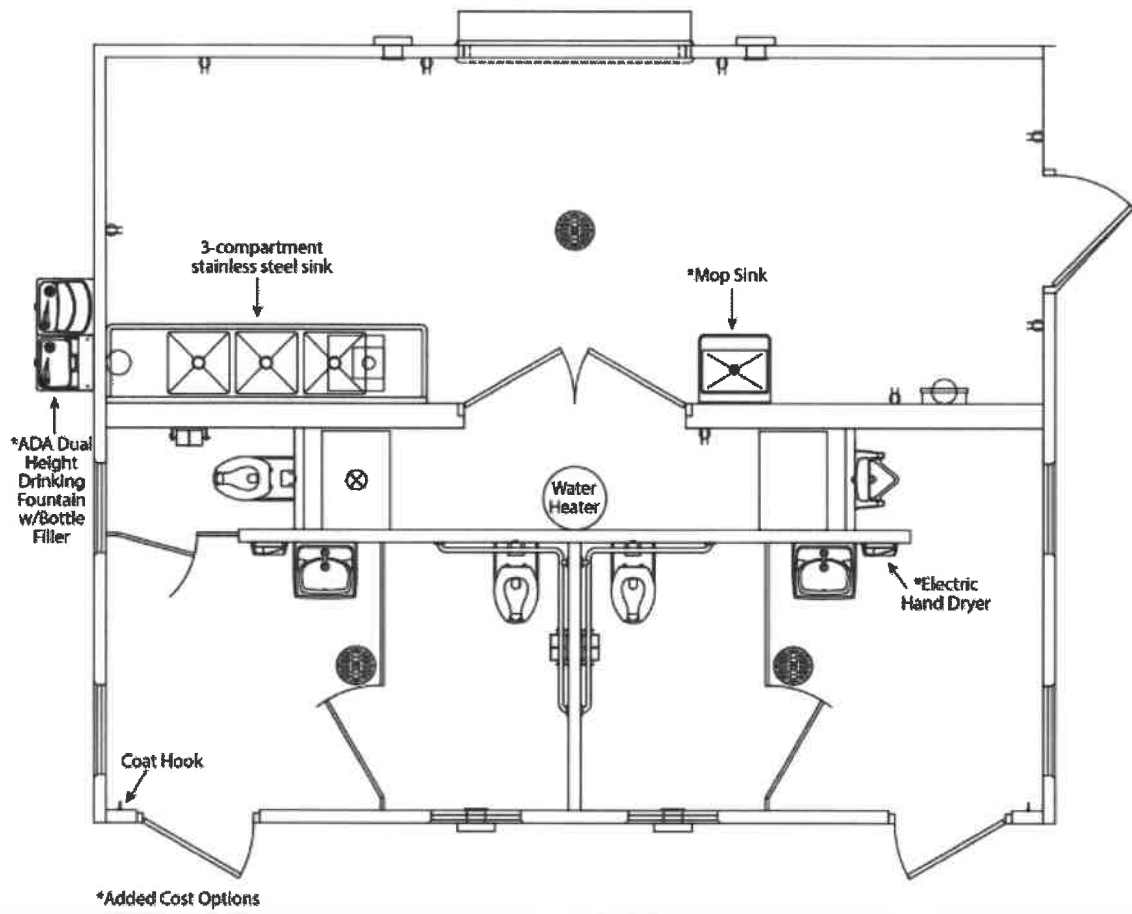 3-compartment
stainless steel sink
*Mop Sink
*ADA Dual
Height
Drinking
Fountain
w/Bottle
Filler
Water
Heater
*Electric
Hand Dryer
Coat Hook
*Added Cost Options